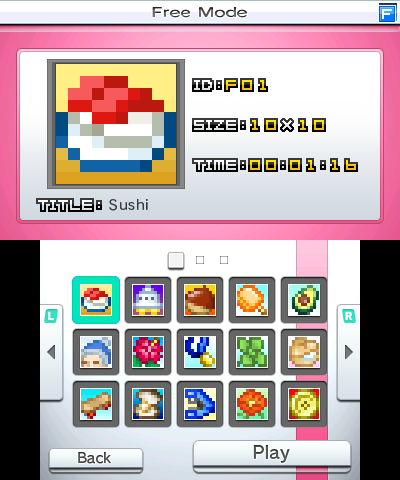 Free Mode
F
ID:F01
SIZE:10X10
TIME:00:01:16
TITLE: Sushi
L
R
Back
Play